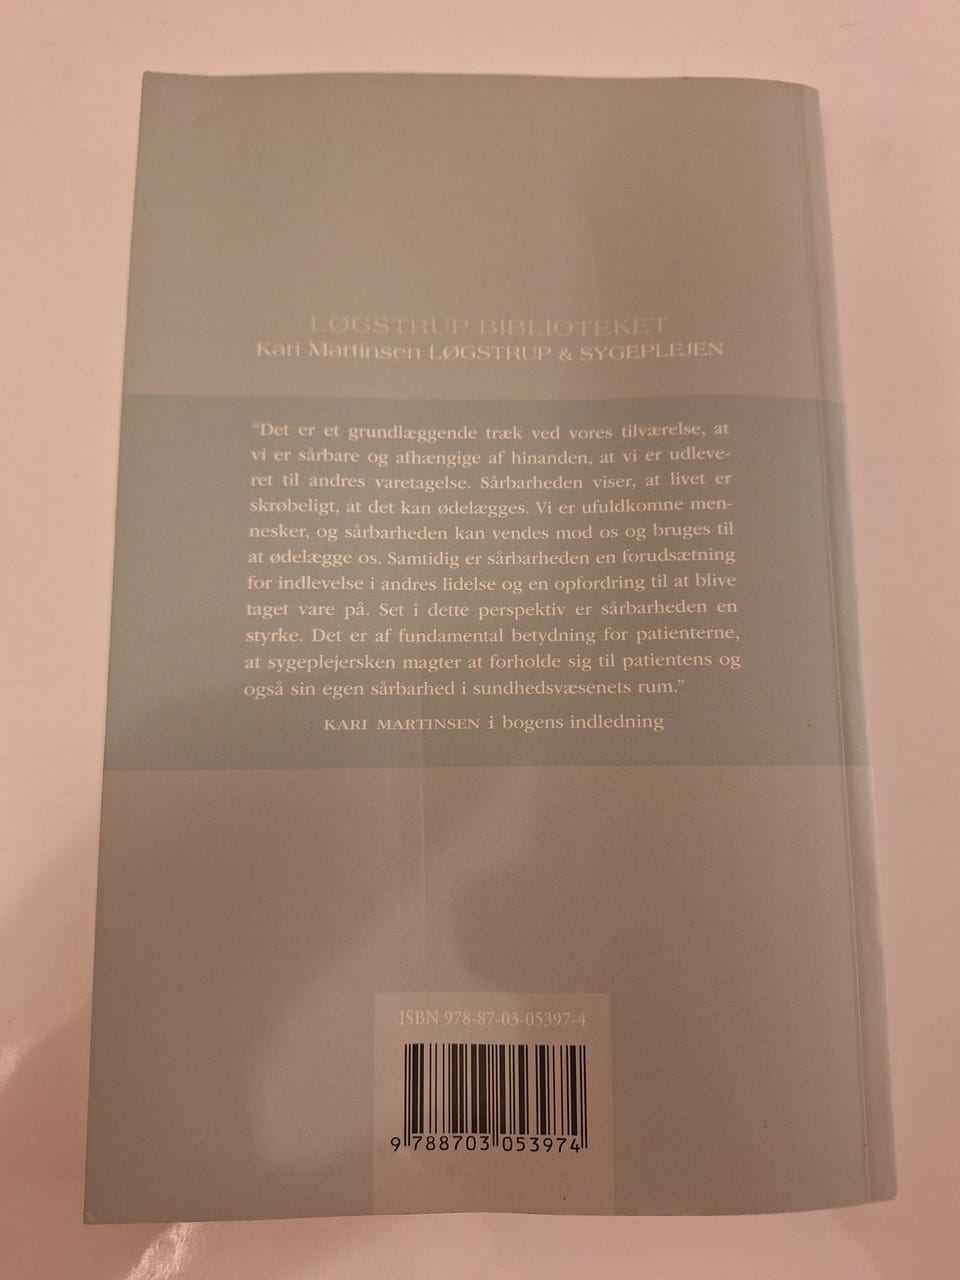 LØGSTRUP BIBLIOTEKET
Kari Martinsen LØGSTRUP & SYGEPLEJEN
“Det er et grundlæggende træk ved vores tilværelse, at
vi er sårbare og afhængige af hinanden, at vi er udleve-
ret til andres varetagelse. Sårbarheden viser, at livet er
skrøbeligt, at det kan ødelægges. Vi er ufuldkomne men-
nesker, og sårbarheden kan vendes mod os og bruges til
at ødelægge os. Samtidig er sårbarheden en forudsætning
for indlevelse i andres lidelse og en opfordring til at blive
taget vare på. Set i dette perspektiv er sårbarheden en
styrke. Det er af fundamental betydning for patienterne,
at sygeplejersken magter at forholde sig til patientens og
også sin egen sårbarhed i sundhedsvæsenets rum.”
KARI MARTINSEN i bogens indledning
ISBN 978-87-03-05397-4
9 788703 053974